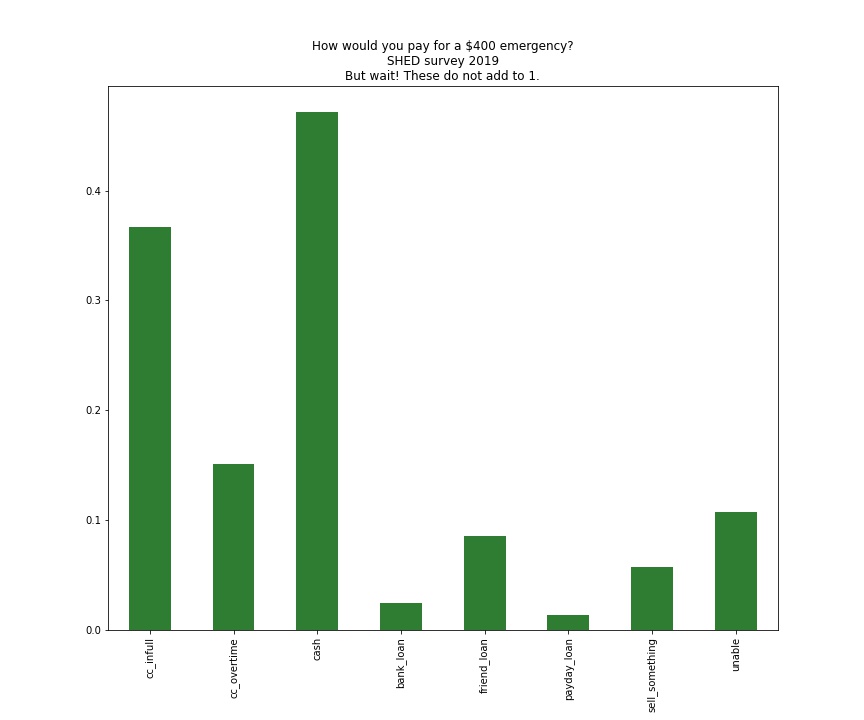 How would you pay for a $400 emergency?
SHED survey 2019
But wait! These do not add to 1.
0.4
0.3
0.2
0.1
0.0
cc_infull
cc_overtime
cash
bank_loan
friend_loan
payday_loan
sell_something
unable